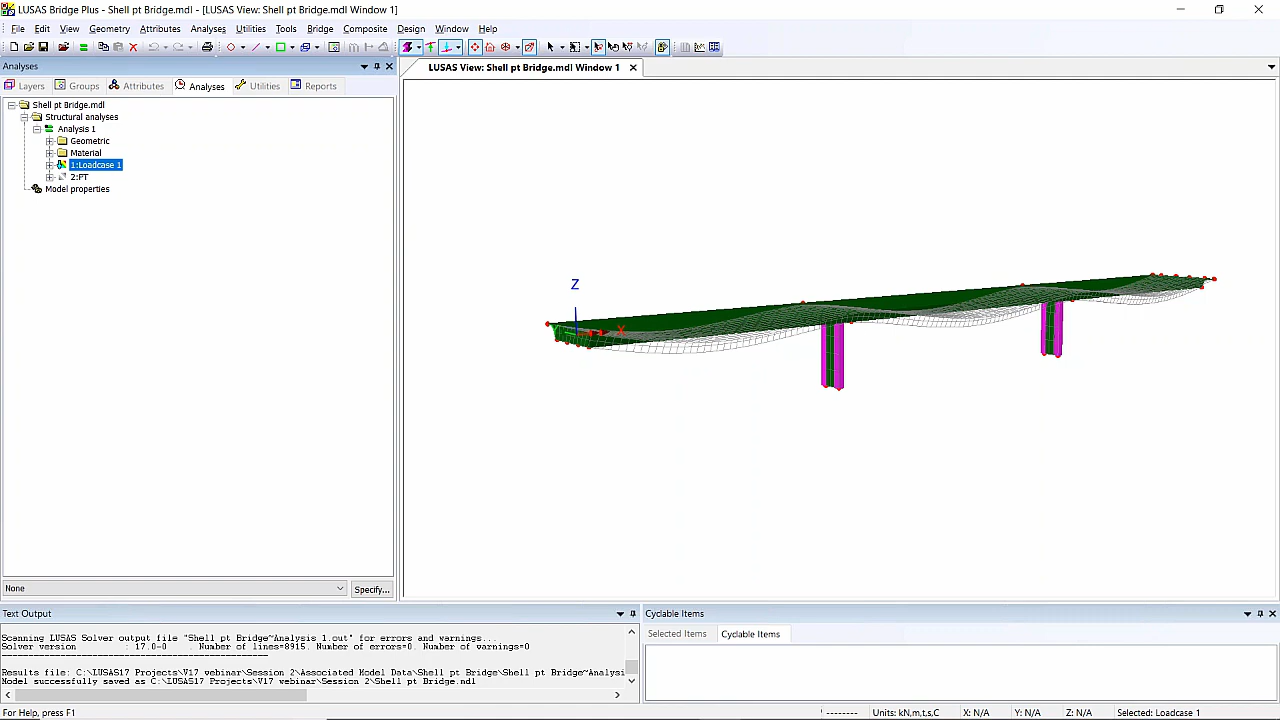 LUSAS Bridge Plus - Shell pt Bridge.mdl - [LUSAS View: Shell pt Bridge.mdl Window 1]
File Edit View Geometry Attributes Analyses Utilities Tools Bridge Composite Design Window Help
Analyses
LUSAS View: Shell pt Bridge.mdl Window 1
Layers Groups Attributes Analyses Utilities Reports
Shell pt Bridge.mdl
Structural analyses
Analysis 1
Geometric
Material
1:Loadcase 1
2:PT
Model properties
Z
X
None
Specify...
Text Output
Cyclable Items
Scanning LUSAS Solver output file "Shell pt Bridge~Analysis 1.out" for errors and warnings...
Solver version : 17.0-0 . Number of lines=8915. Number of errors=0. Number of warnings=0
Results file: C:\LUSAS17 Projects\V17 webinar\Session 2\Associated Model Data\Shell pt Bridge\Shell pt Bridge~Analysi
Model successfully saved as C:\LUSAS17 Projects\V17 webinar\Session 2\Shell pt Bridge.mdl
Selected Items Cyclable Items
For Help, press F1
Units: kN,m,t,s,C X: N/A Y: N/A Z: N/A Selected: Loadcase 1